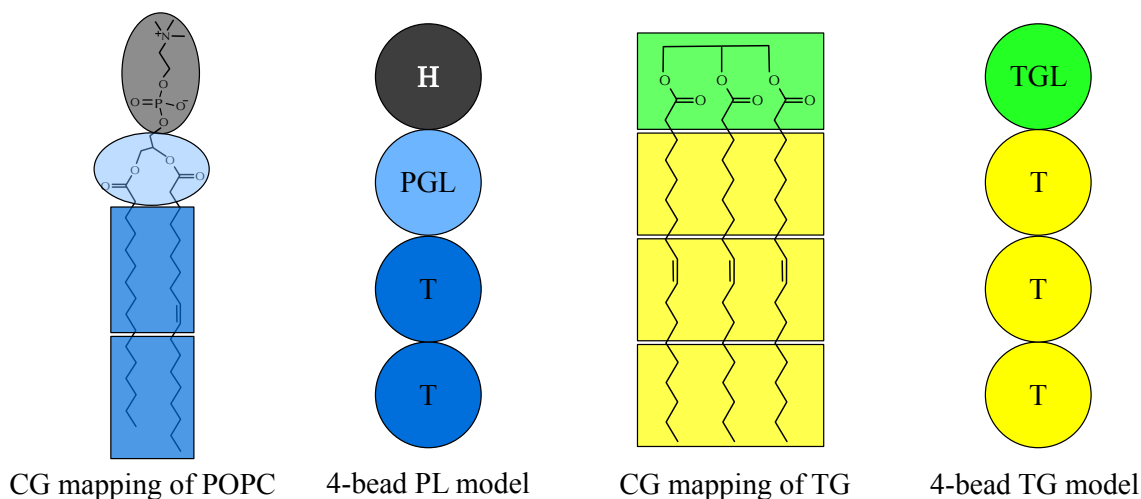 N
+
O
O
P
O
-
O
O
O
O
O
H
PGL
T
T
O
O
O
O
O
O
TGL
T
T
T
CG mapping of POPC
4-bead PL model
CG mapping of TG
4-bead TG model